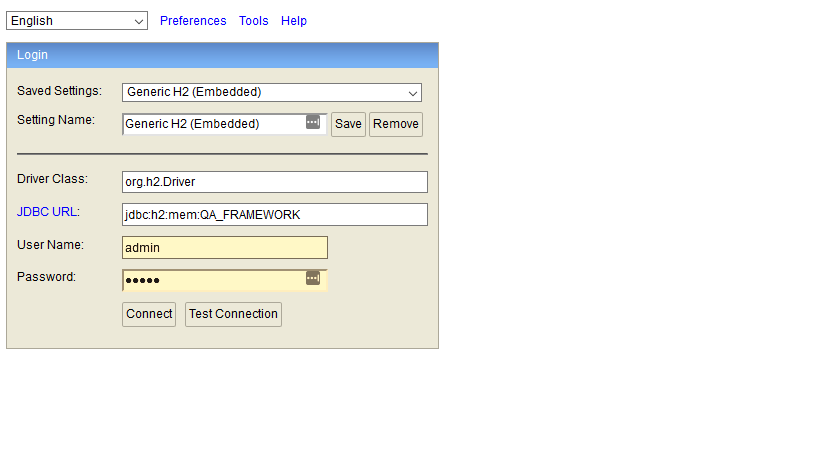 English Preferences Tools Help
Login
Saved Settings: Generic H2 (Embedded)
Setting Name: Generic H2 (Embedded) Save Remove
Driver Class: org.h2.Driver
JDBC URL: jdbc:h2:mem:QA_FRAMEWORK
User Name: admin
Password: •••••
Connect Test Connection